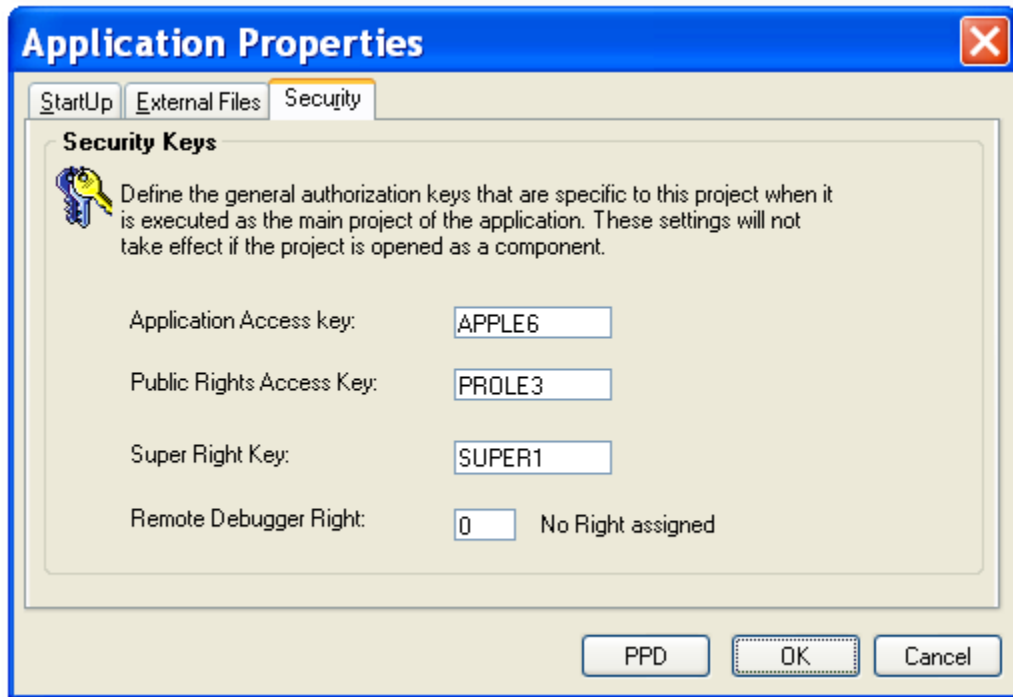 Application Properties
StartUp External Files Security
Security Keys
Define the general authorization keys that are specific to this project when it
is executed as the main project of the application. These settings will not
take effect if the project is opened as a component.
Application Access key: APPLE6
Public Rights Access Key: PROLE3
Super Right Key: SUPER1
Remote Debugger Right: 0 No Right assigned
PPD OK Cancel